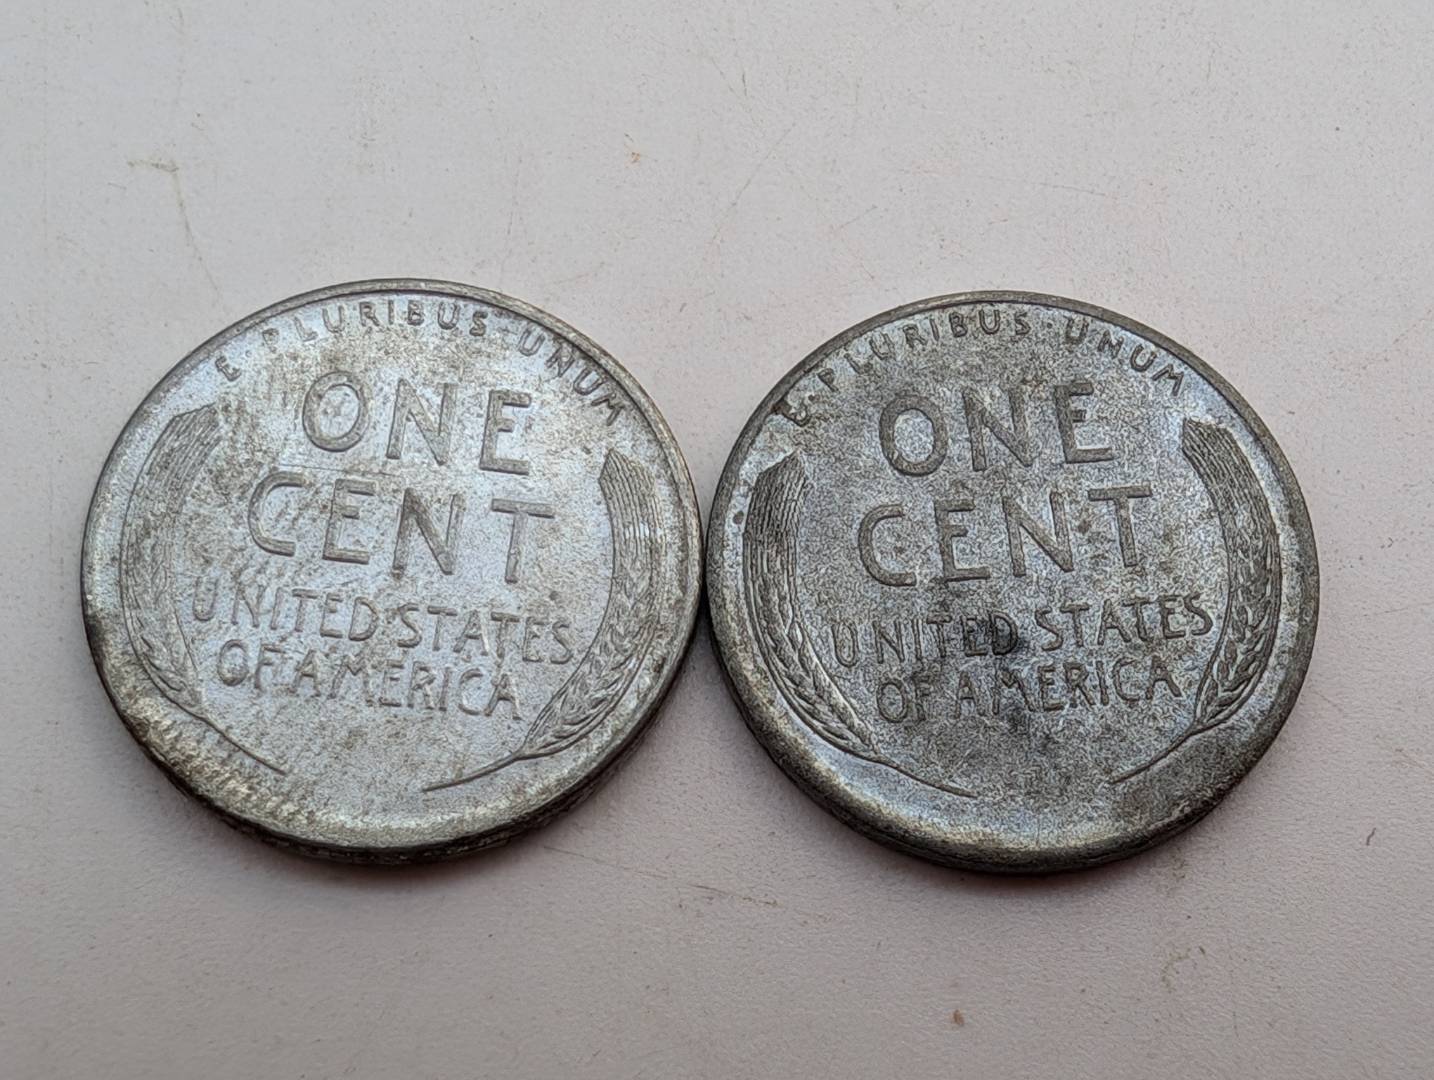 E·PLURIBUS·UNUM
ONE
CENT
UNITED STATES
OF AMERICA
E·PLURIBUS·UNUM
ONE
CENT
UNITED STATES
OF AMERICA